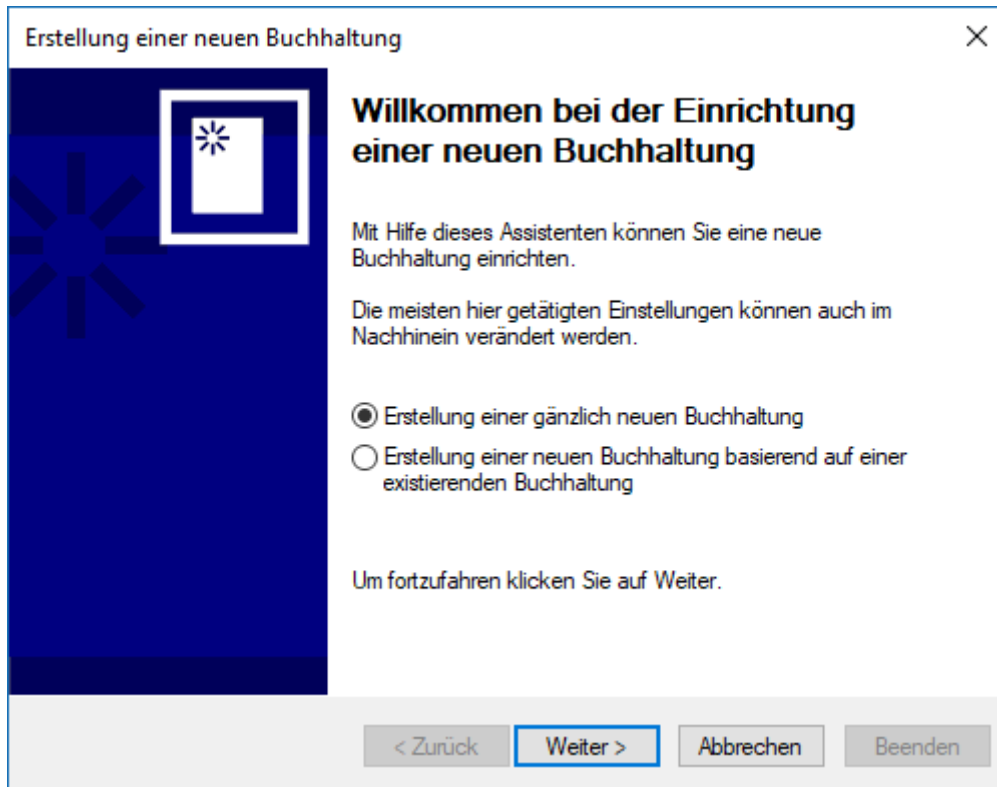 Erstellung einer neuen Buchhaltung
Willkommen bei der Einrichtung
einer neuen Buchhaltung
Mit Hilfe dieses Assistenten können Sie eine neue
Buchhaltung einrichten.
Die meisten hier getätigten Einstellungen können auch im
Nachhinein verändert werden.
Erstellung einer gänzlich neuen Buchhaltung
Erstellung einer neuen Buchhaltung basierend auf einer
existierenden Buchhaltung
Um fortzufahren klicken Sie auf Weiter.
< Zurück Weiter > Abbrechen Beenden